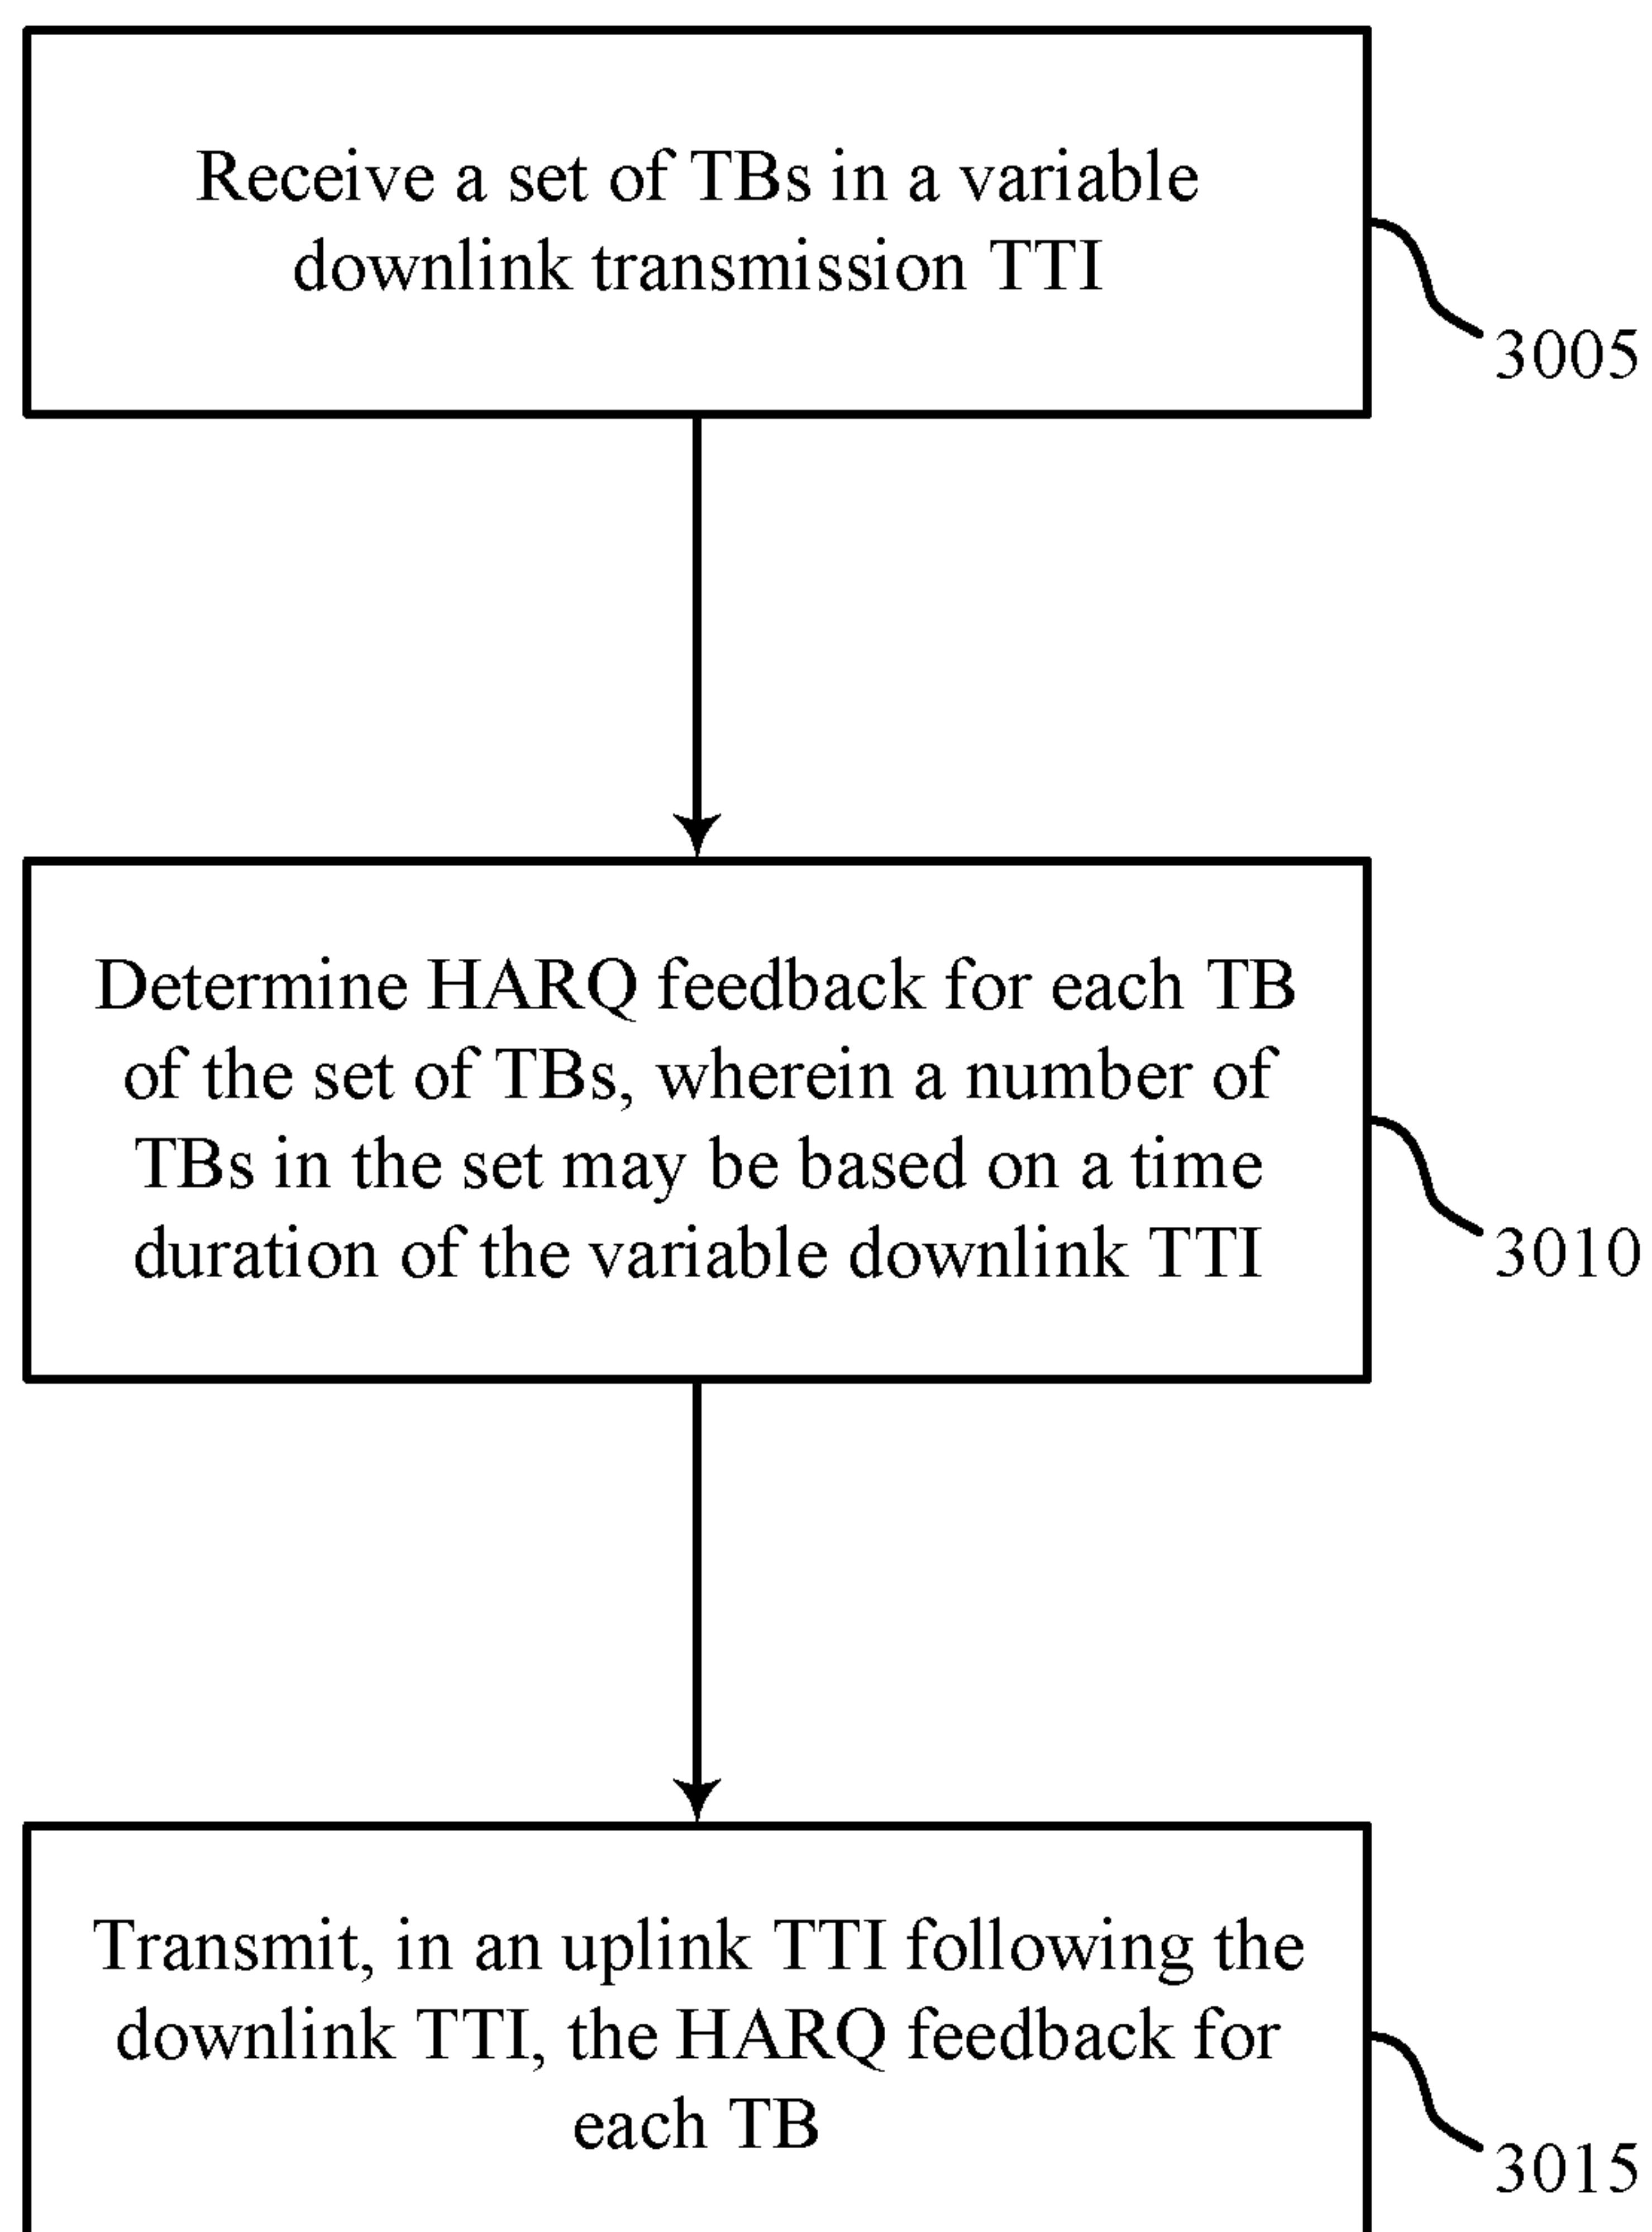 Receive a set of TBs in a variable
downlink transmission TTI
3005
Determine HARQ feedback for each TB
of the set of TBs, wherein a number of
TBs in the set may be based on a time
duration of the variable downlink TTI
3010
Transmit, in an uplink TTI following the
downlink TTI, the HARQ feedback for
each TB
3015